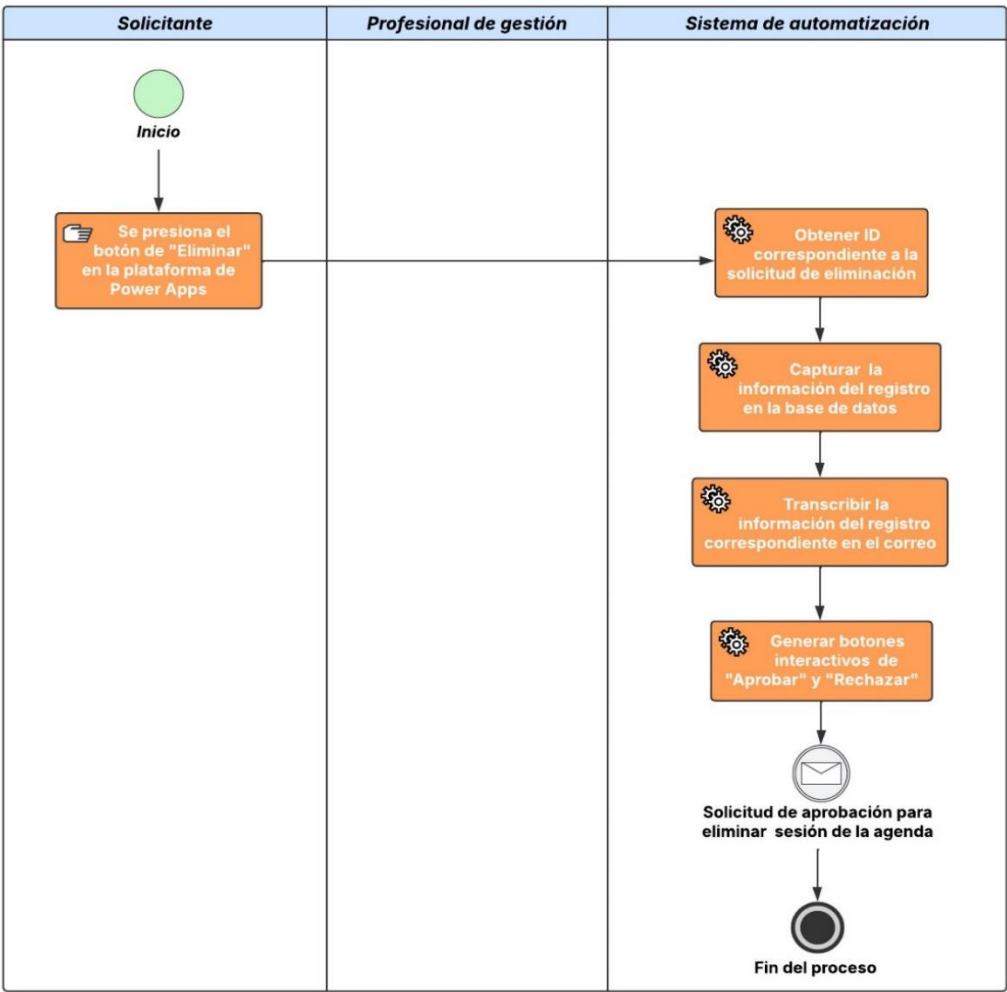 Solicitante
Profesional de gestión
Sistema de automatización
Inicio
Se presiona el
botón de "Eliminar"
en la plataforma de
Power Apps
Obtener ID
correspondiente a la
solicitud de eliminación
Capturar la
información del registro
en la base de datos
Transcribir la
información del registro
correspondiente en el correo
Generar botones
interactivos de
"Aprobar" y "Rechazar"
Solicitud de aprobación para
eliminar sesión de la agenda
Fin del proceso